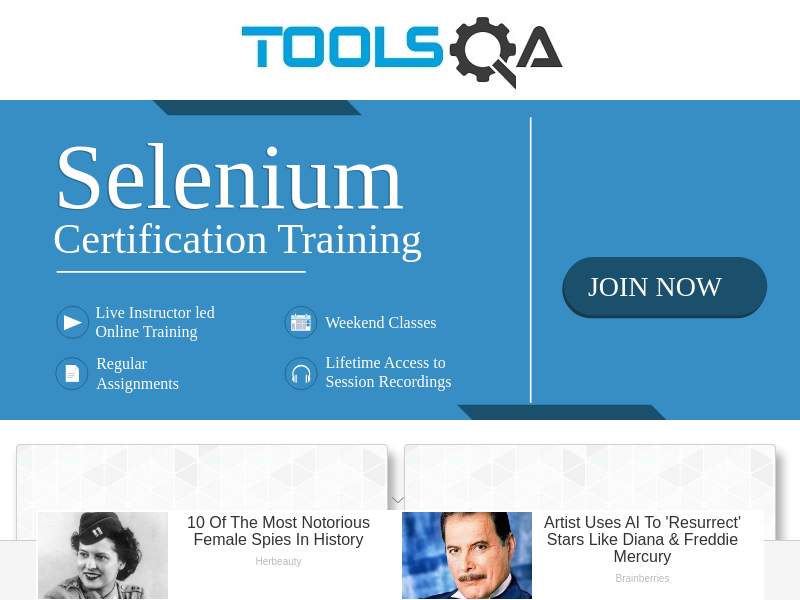 TOOLSQA
Selenium
Certification Training
JOIN NOW
Live Instructor led
Online Training
Weekend Classes
Regular
Assignments
Lifetime Access to
Session Recordings
10 Of The Most Notorious
Female Spies In History
Herbeauty
Artist Uses AI To 'Resurrect'
Stars Like Diana & Freddie
Mercury
Brainberries